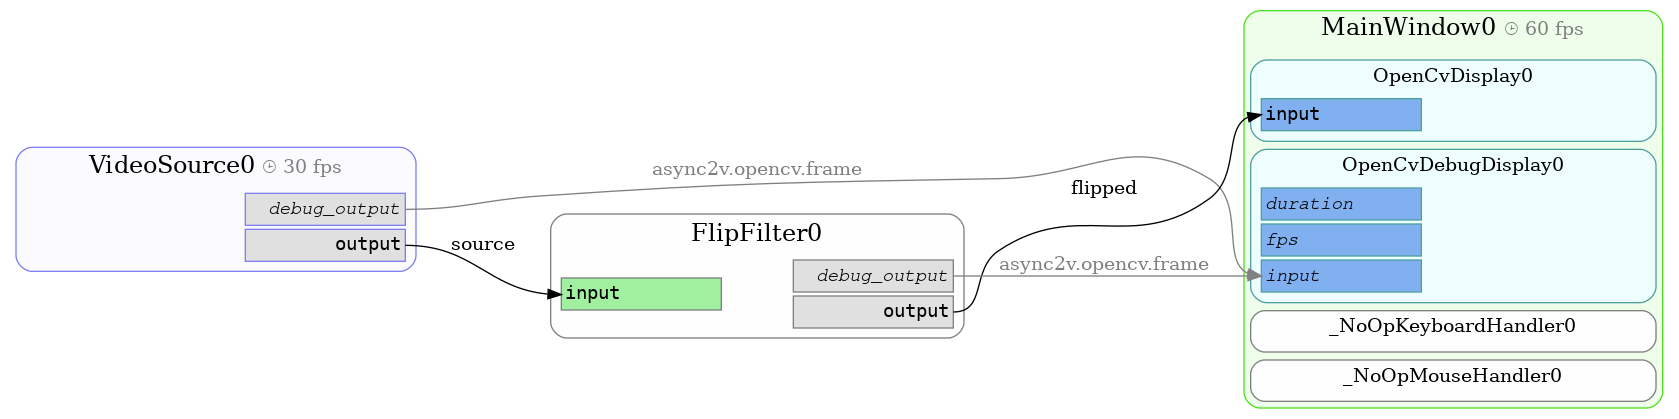 VideoSource0 🕒 30 fps
debug_output
output
source
async2v.opencv.frame
FlipFilter0
input
debug_output
output
async2v.opencv.frame
flipped
MainWindow0 🕒 60 fps
OpenCvDisplay0
input
OpenCvDebugDisplay0
duration
fps
input
_NoOpKeyboardHandler0
_NoOpMouseHandler0